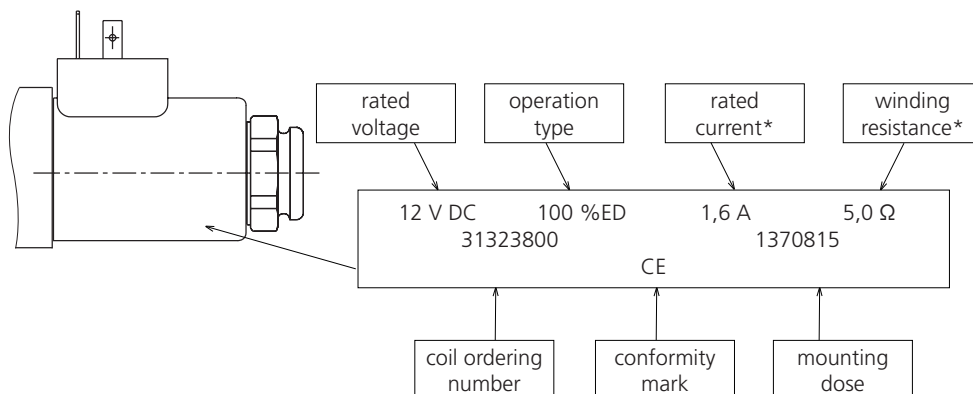 rated
voltage
operation
type
rated
current*
winding
resistance*
12 V DC 100 %ED 1,6 A 5,0 Ω
31323800 1370815
CE
coil ordering
number
conformity
mark
mounting
dose